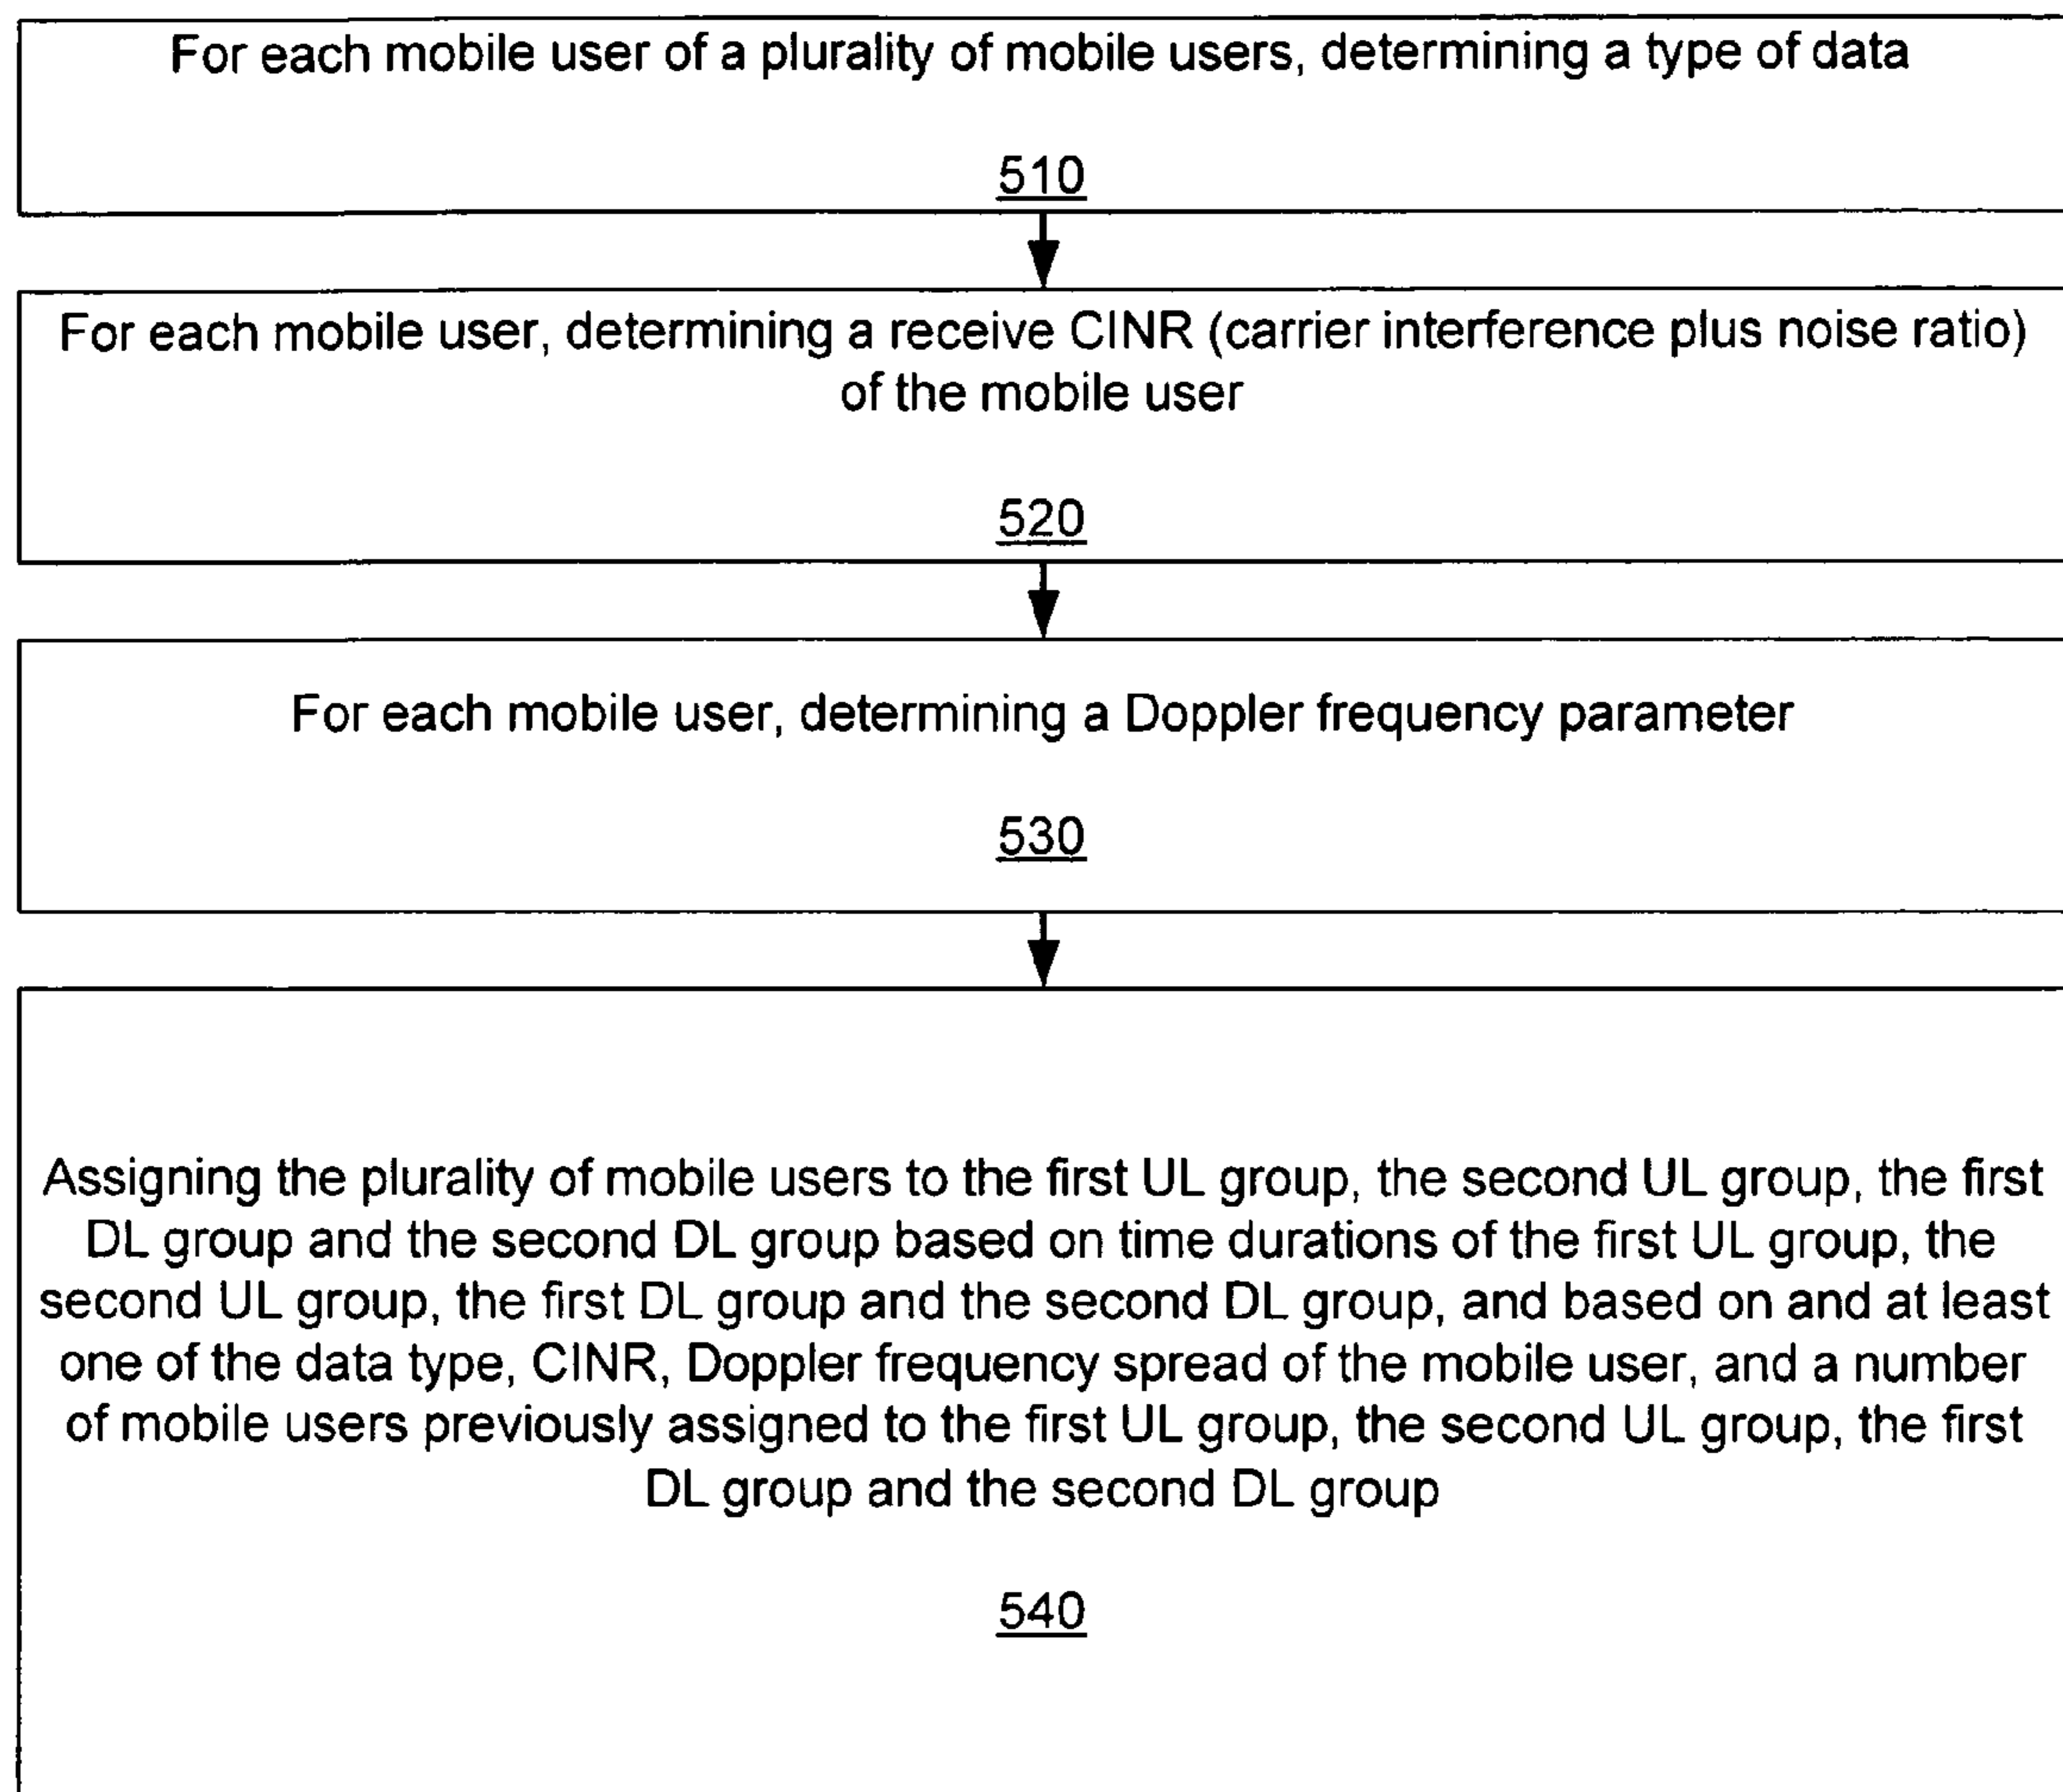 For each mobile user of a plurality of mobile users, determining a type of data
510
For each mobile user, determining a receive CINR (carrier interference plus noise ratio)
of the mobile user
520
For each mobile user, determining a Doppler frequency parameter
530
Assigning the plurality of mobile users to the first UL group, the second UL group, the first
DL group and the second DL group based on time durations of the first UL group, the
second UL group, the first DL group and the second DL group, and based on and at least
one of the data type, CINR, Doppler frequency spread of the mobile user, and a number
of mobile users previously assigned to the first UL group, the second UL group, the first
DL group and the second DL group
540